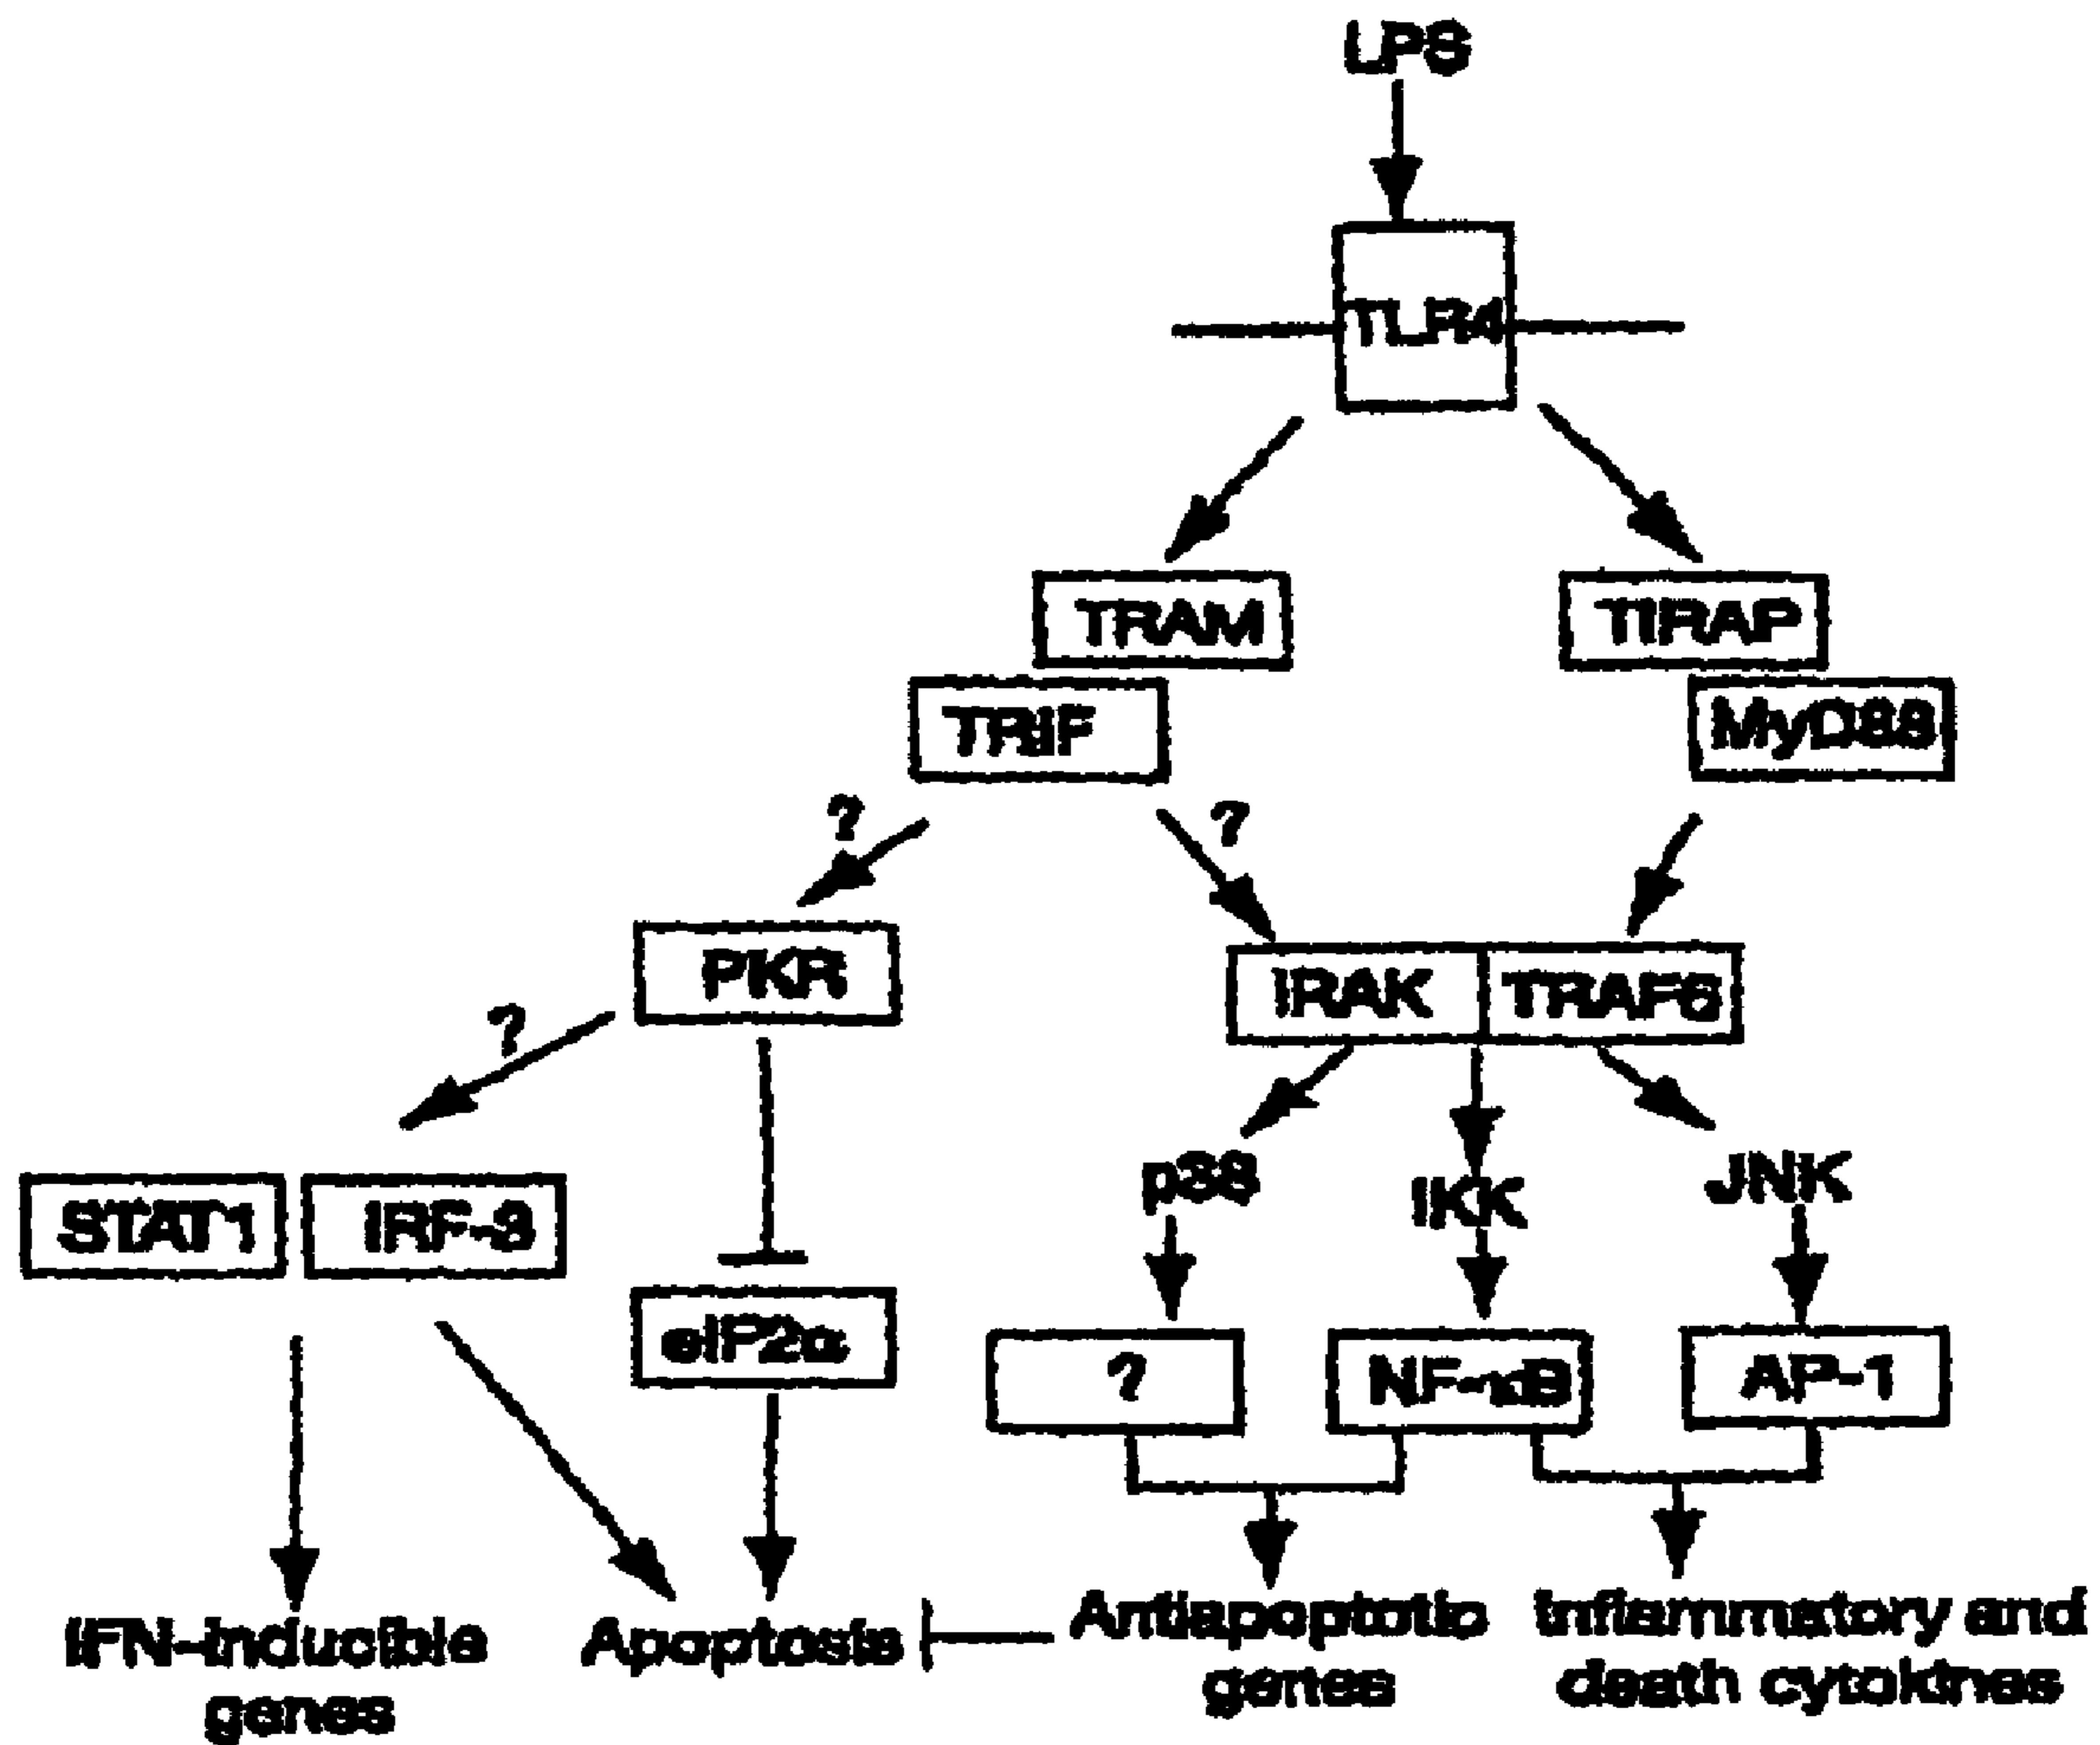 LPS
TLR4
TRAM
TIRAP
TRIF
MyD88
?
?
PKR
IRAK
TRAF6
?
p38
IKK
JNK
STAT1
IRF-3
eIF2α
?
NF-κB
AP-1
IFN-inducible
genes
Apoptosis
Antiapoptotic
genes
Inflammatory and
death cytokines